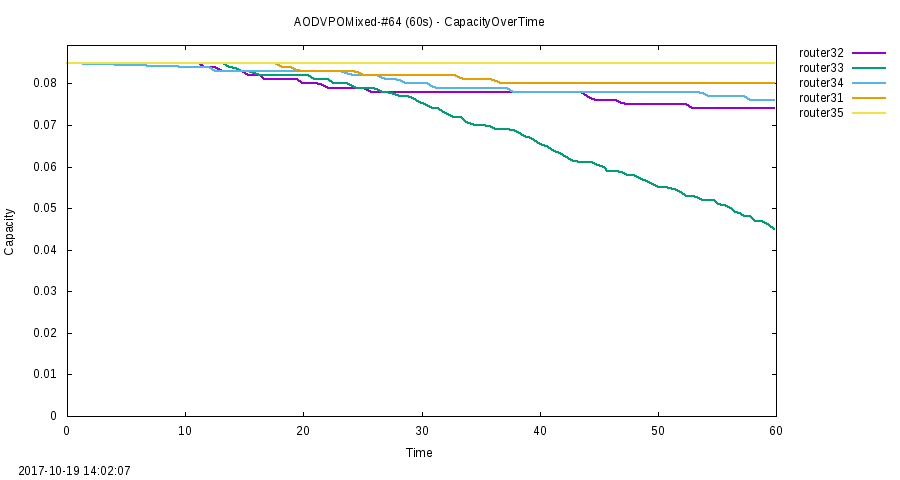 AODVPOMixed-#64 (60s) - CapacityOverTime
router32
router33
router34
router31
router35
0.08
0.07
0.06
0.05
0.04
0.03
0.02
0.01
0
Capacity
0 10 20 30 40 50 60
Time
2017-10-19 14:02:07